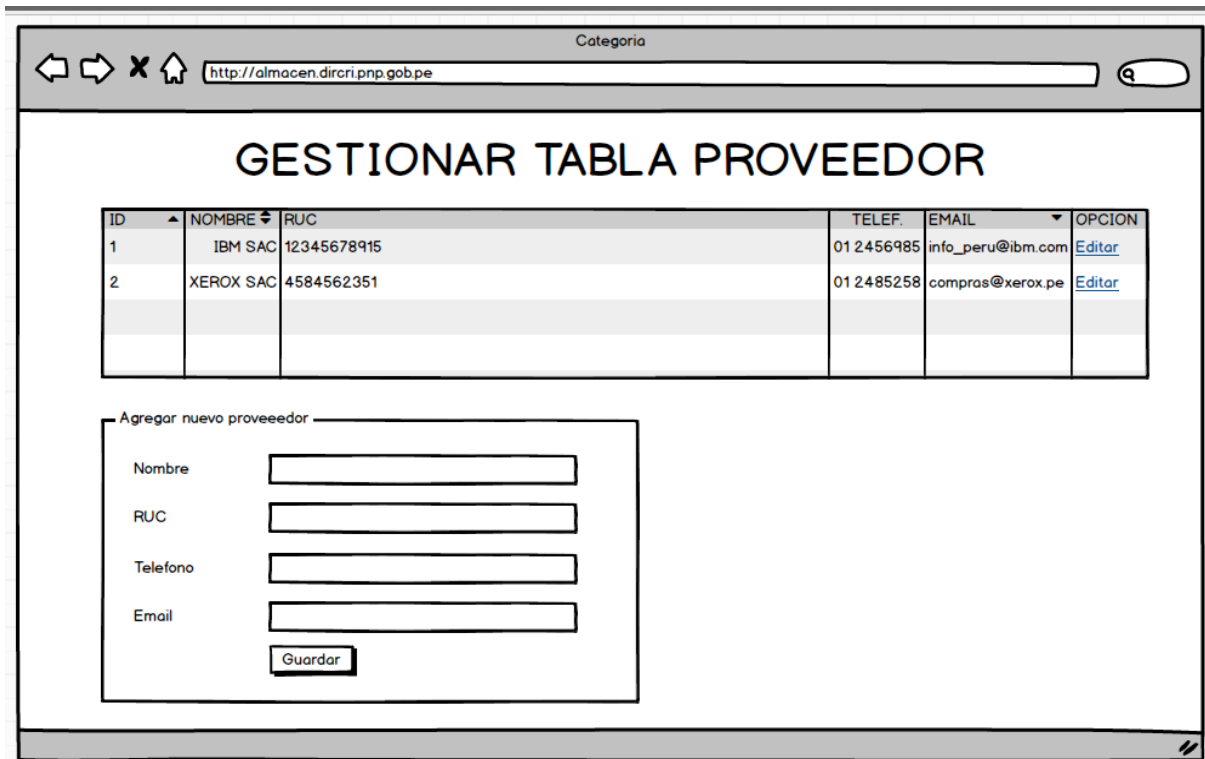 Categoria
http://almacen.dircri.pnp.gob.pe
GESTIONAR TABLA PROVEEDOR
ID NOMBRE RUC TELEF. EMAIL OPCION
1 IBM SAC 12345678915 01 2456985 info_peru@ibm.com Editar
2 XEROX SAC 4584562351 01 2485258 compras@xerox.pe Editar
Agregar nuevo proveeedor
Nombre
RUC
Telefono
Email
Guardar